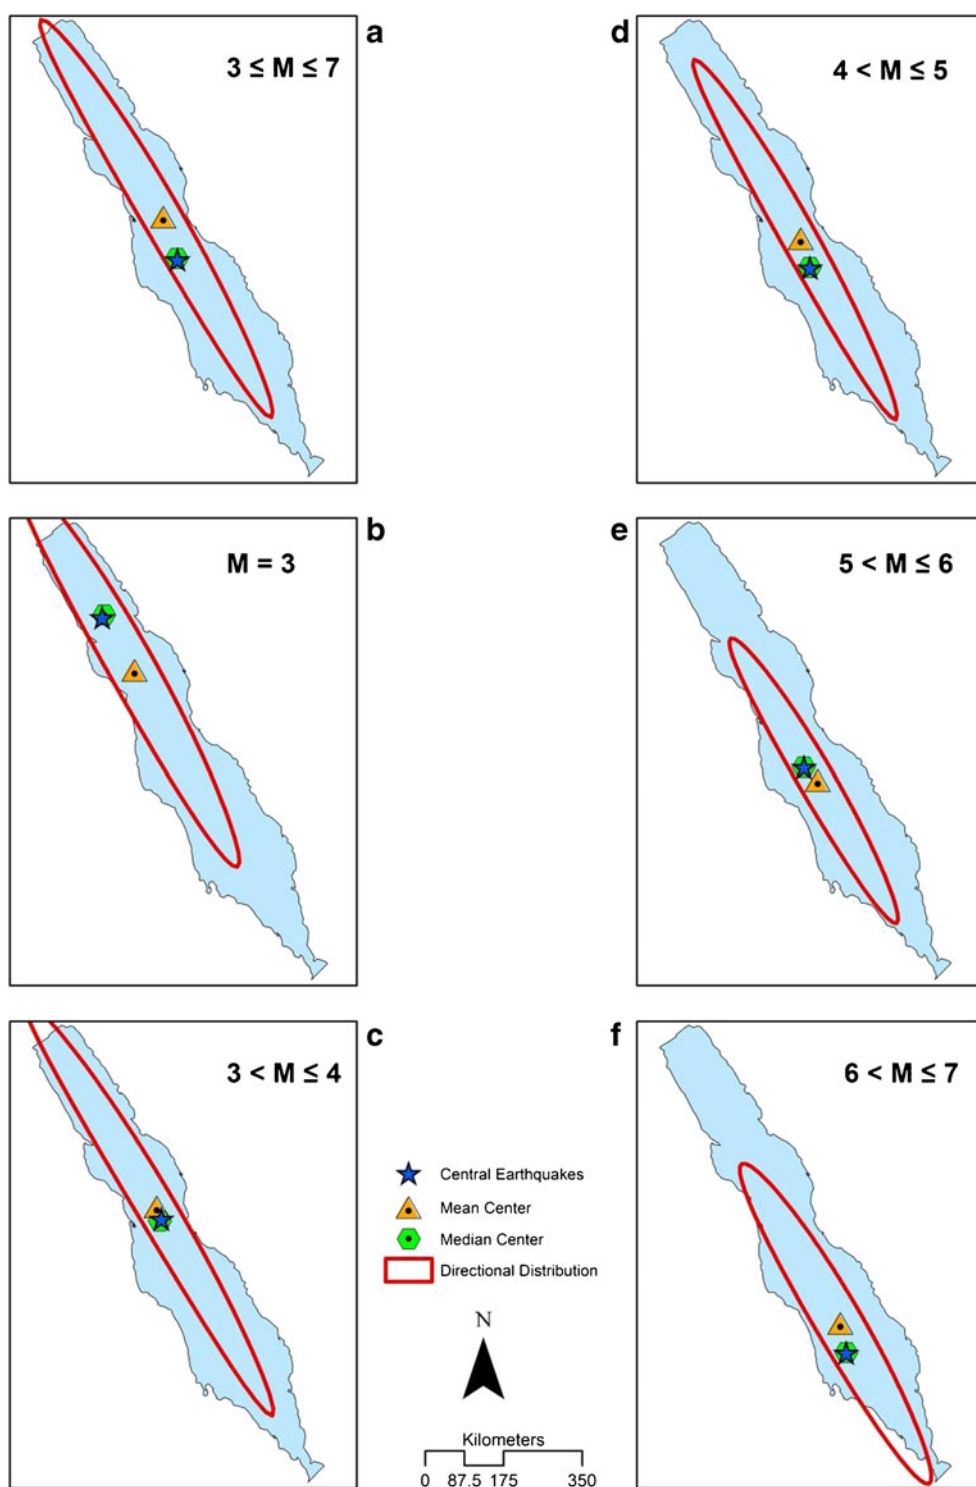 a
3 ≤ M ≤ 7
d
4 < M ≤ 5
b
M = 3
e
5 < M ≤ 6
c
3 < M ≤ 4
f
6 < M ≤ 7
Central Earthquakes
Mean Center
Median Center
Directional Distribution
N
Kilometers
0 87.5 175 350